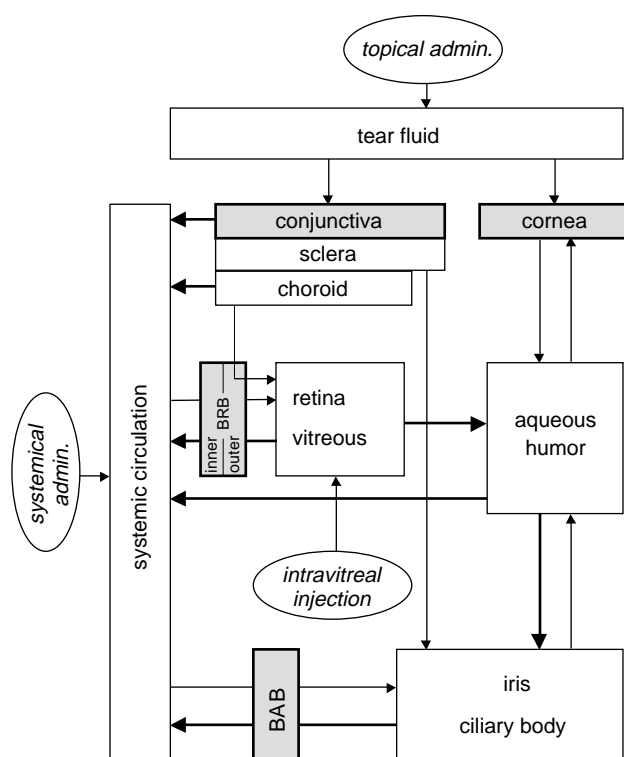 topical admin.
tear fluid
conjunctiva
cornea
sclera
choroid
systemical
admin.
systemic circulation
inner
outer
BRB
retina
vitreous
aqueous
humor
intravitreal
injection
BAB
iris
ciliary body